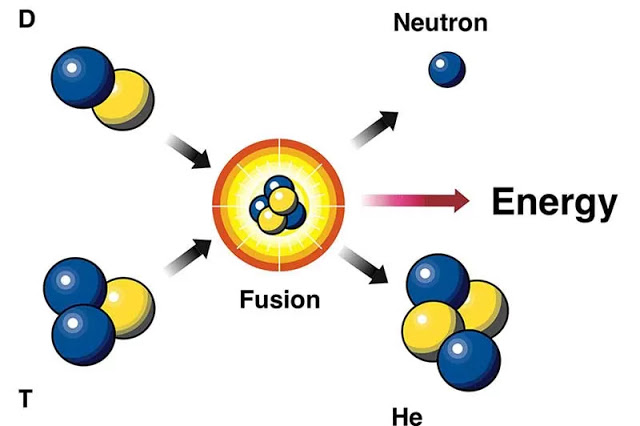 D
Neutron
Energy
Fusion
T
He